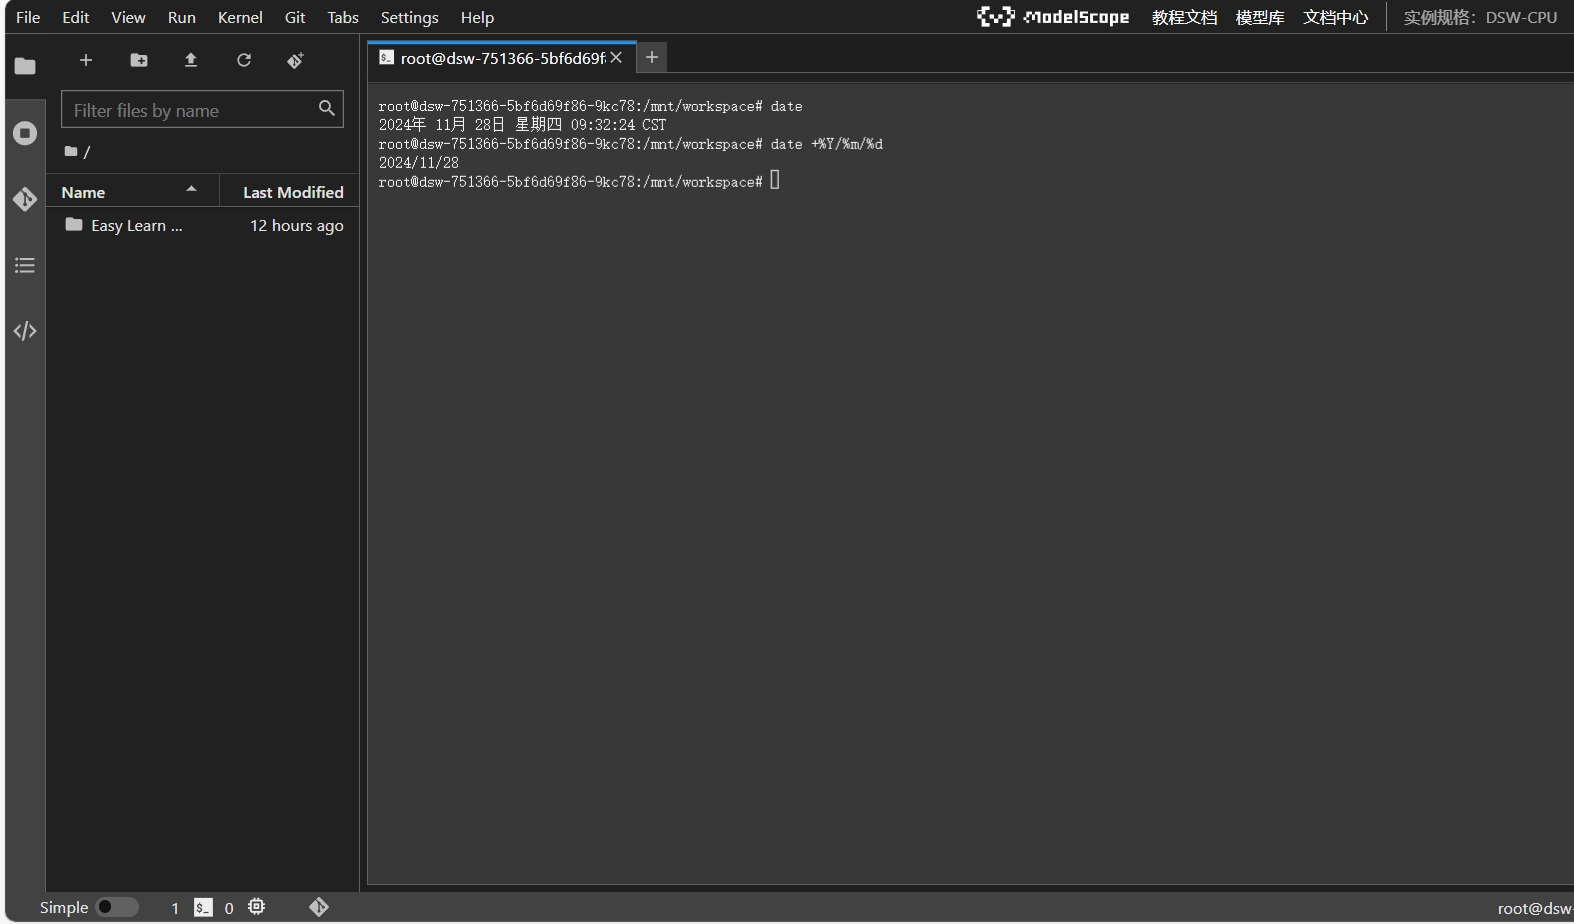 File Edit View Run Kernel Git Tabs Settings Help
ModelScope 教程文档 模型库 文档中心 实例规格：DSW-CPU
root@dsw-751366-5bf6d69f
Filter files by name
/
Name Last Modified
Easy Learn ... 12 hours ago
root@dsw-751366-5bf6d69f86-9kc78:/mnt/workspace# date
2024年 11月 28日 星期四 09:32:24 CST
root@dsw-751366-5bf6d69f86-9kc78:/mnt/workspace# date +%Y/%m/%d
2024/11/28
root@dsw-751366-5bf6d69f86-9kc78:/mnt/workspace#
Simple 1 $_ 0
root@dsw-